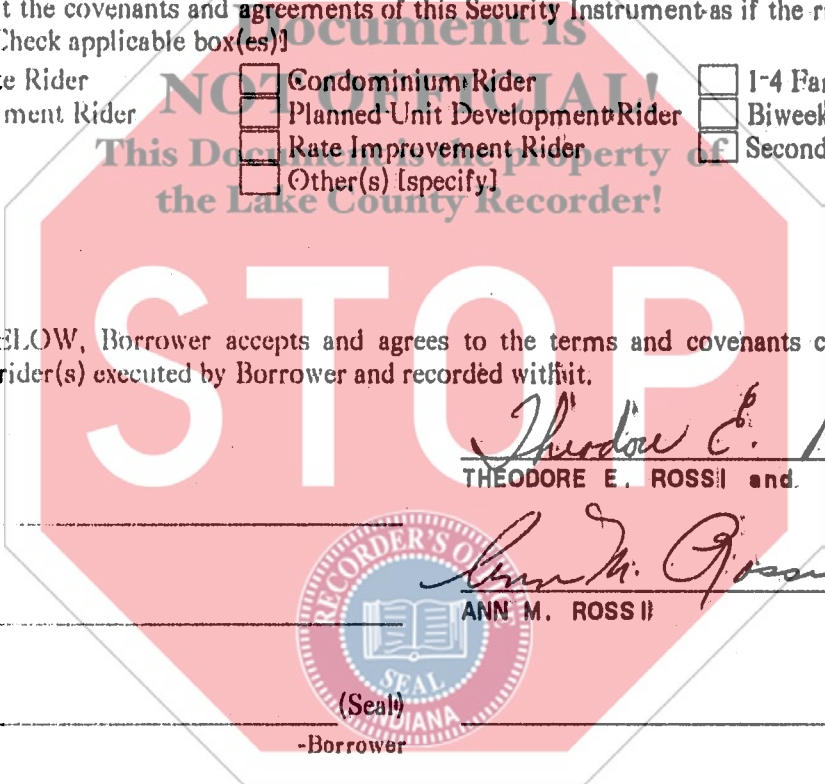 t the covenants and agreements of this Security Instrument as if the r
Check applicable box(es)]
Document is
NOT OFFICIAL!
This Document is the property of
the Lake County Recorder!
e Rider
Condominium Rider
1-4 Fa
ment Rider
Planned Unit Development Rider
Biweek
Rate Improvement Rider
Second
Other(s) [specify]
STOP
ELOW, Borrower accepts and agrees to the terms and covenants c
rider(s) executed by Borrower and recorded with it.
Theodore E.
THEODORE E. ROSSI and
Ann M. Rossi
ANN M. ROSSI
RECORDER'S OFFICE
SEAL
INDIANA
(Seal)
-Borrower